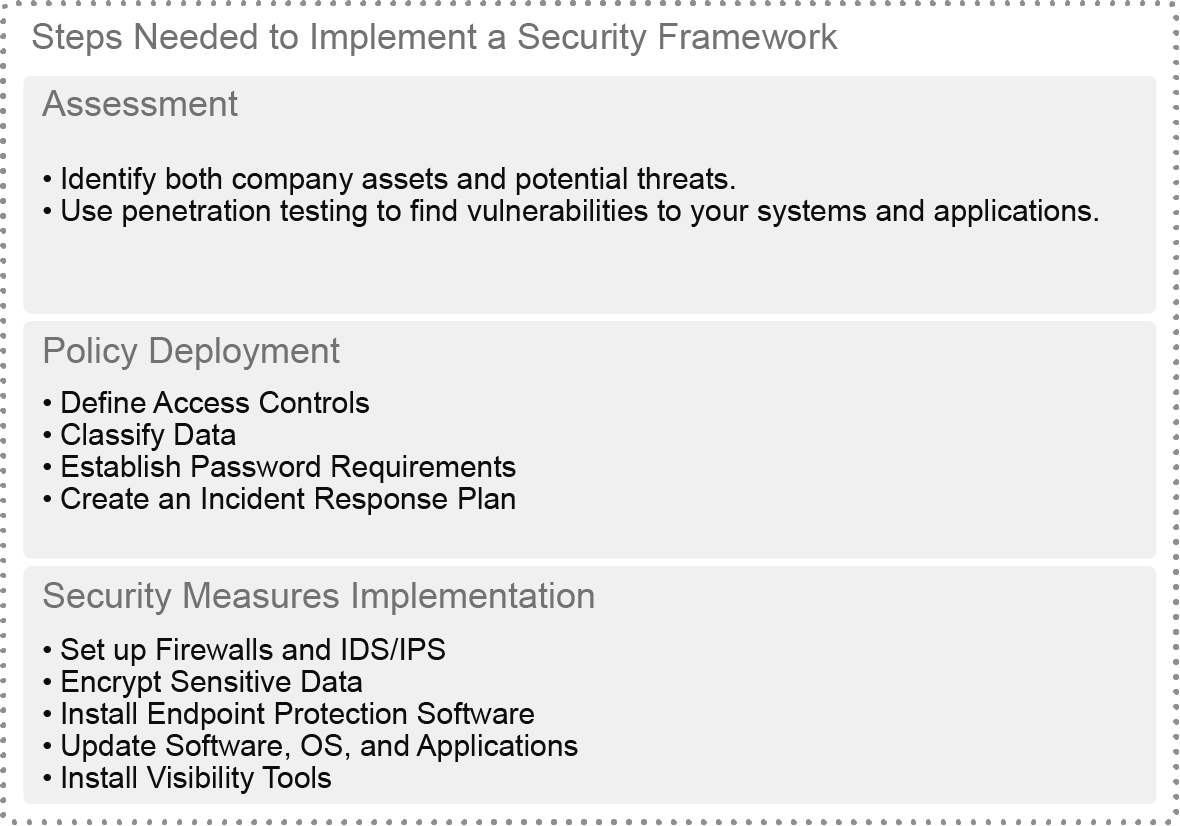 Steps Needed to Implement a Security Framework
Assessment
• Identify both company assets and potential threats.
• Use penetration testing to find vulnerabilities to your systems and applications.
Policy Deployment
• Define Access Controls
• Classify Data
• Establish Password Requirements
• Create an Incident Response Plan
Security Measures Implementation
• Set up Firewalls and IDS/IPS
• Encrypt Sensitive Data
• Install Endpoint Protection Software
• Update Software, OS, and Applications
• Install Visibility Tools